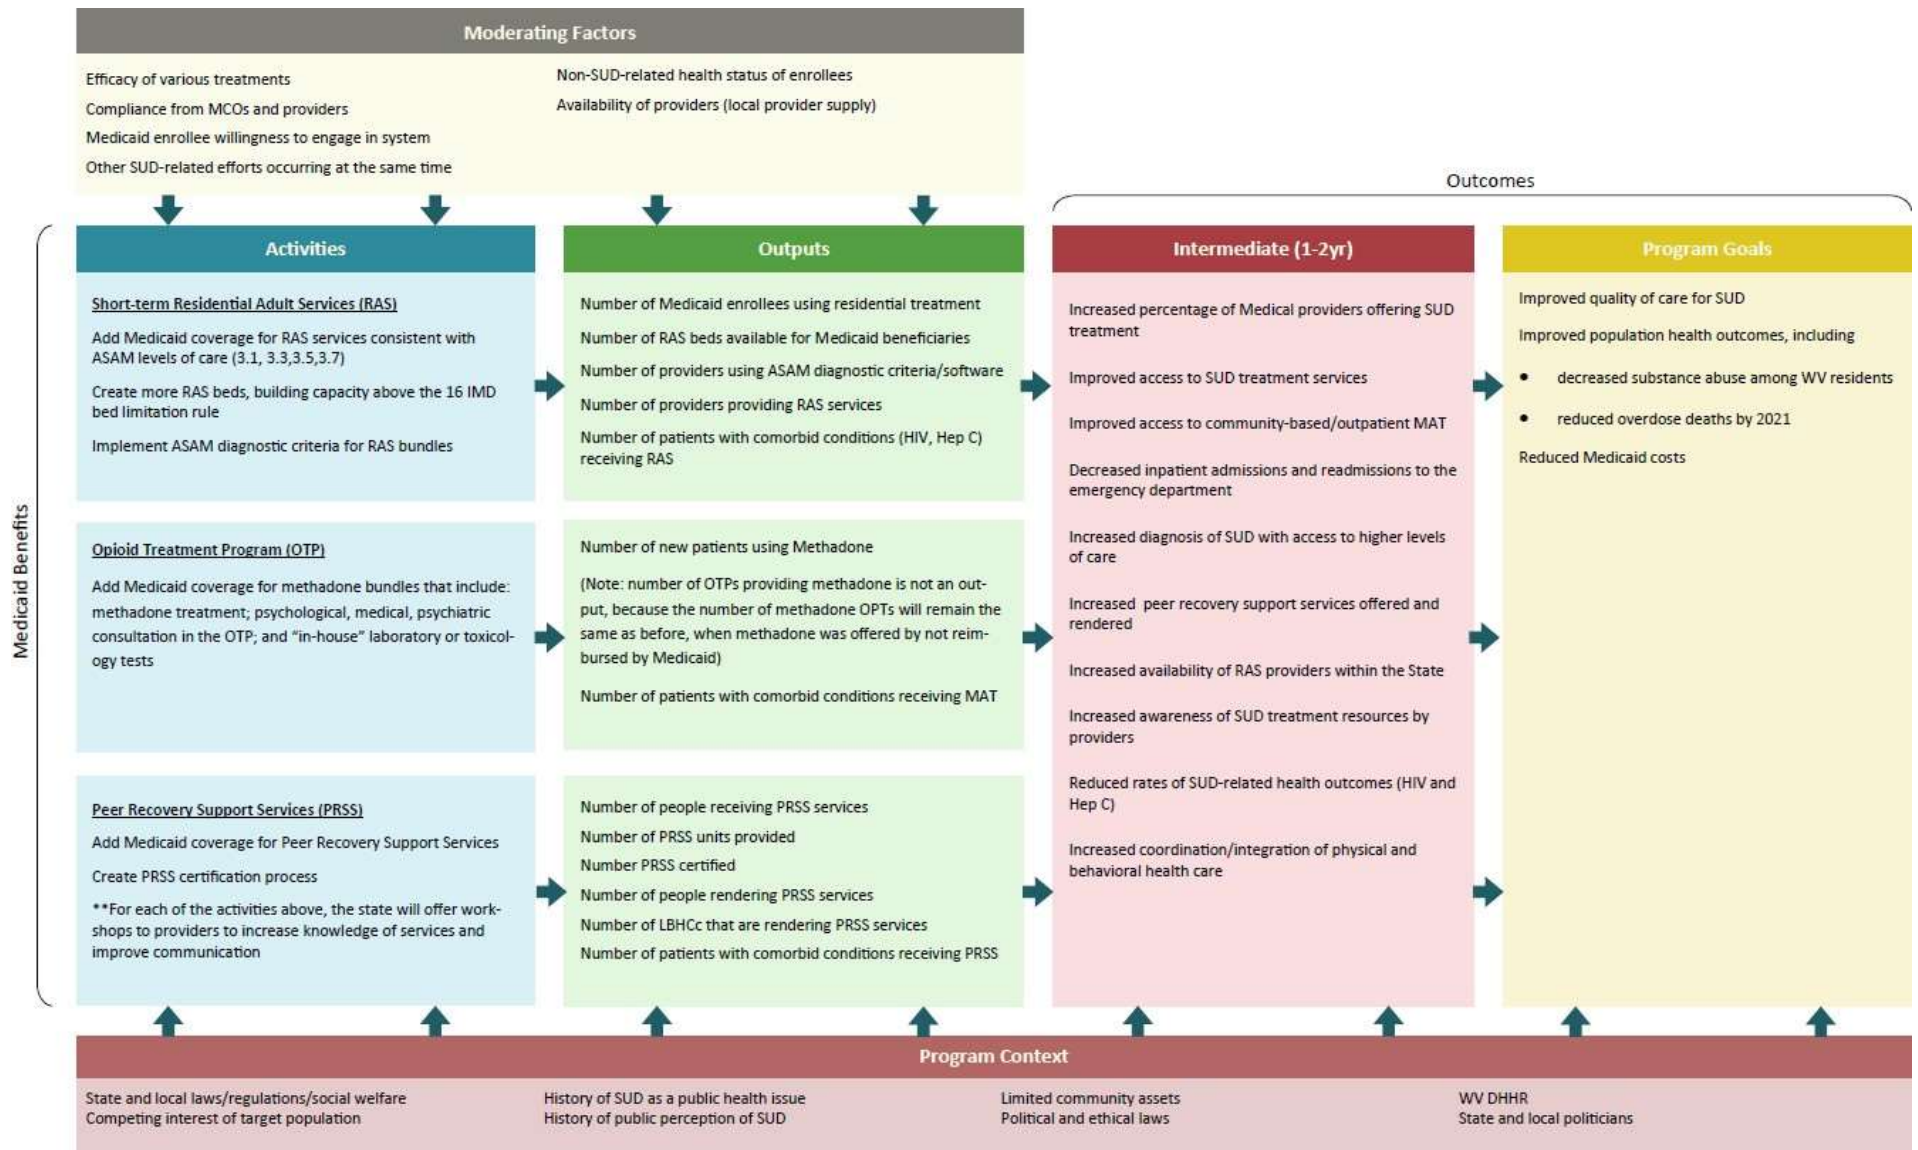 Moderating Factors
Efficacy of various treatments
Compliance from MCOs and providers
Medicaid enrollee willingness to engage in system
Other SUD-related efforts occurring at the same time
Non-SUD-related health status of enrollees
Availability of providers (local provider supply)
Outcomes
Medicaid Benefits
Activities
Short-term Residential Adult Services (RAS)
Add Medicaid coverage for RAS services consistent with
ASAM levels of care (3.1, 3.3,3.5,3.7)
Create more RAS beds, building capacity above the 16 IMD
bed limitation rule
Implement ASAM diagnostic criteria for RAS bundles
Opioid Treatment Program (OTP)
Add Medicaid coverage for methadone bundles that include:
methadone treatment; psychological, medical, psychiatric
consultation in the OTP; and “in-house” laboratory or toxicol-
ogy tests
Peer Recovery Support Services (PRSS)
Add Medicaid coverage for Peer Recovery Support Services
Create PRSS certification process
**For each of the activities above, the state will offer work-
shops to providers to increase knowledge of services and
improve communication
Outputs
Number of Medicaid enrollees using residential treatment
Number of RAS beds available for Medicaid beneficiaries
Number of providers using ASAM diagnostic criteria/software
Number of providers providing RAS services
Number of patients with comorbid conditions (HIV, Hep C)
receiving RAS
Number of new patients using Methadone
(Note: number of OTPs providing methadone is not an out-
put, because the number of methadone OPTs will remain the
same as before, when methadone was offered by not reim-
bursed by Medicaid)
Number of patients with comorbid conditions receiving MAT
Number of people receiving PRSS services
Number of PRSS units provided
Number PRSS certified
Number of people rendering PRSS services
Number of LBHCc that are rendering PRSS services
Number of patients with comorbid conditions receiving PRSS
Intermediate (1-2yr)
Increased percentage of Medical providers offering SUD
treatment
Improved access to SUD treatment services
Improved access to community-based/outpatient MAT
Decreased inpatient admissions and readmissions to the
emergency department
Increased diagnosis of SUD with access to higher levels
of care
Increased peer recovery support services offered and
rendered
Increased availability of RAS providers within the State
Increased awareness of SUD treatment resources by
providers
Reduced rates of SUD-related health outcomes (HIV and
Hep C)
Increased coordination/integration of physical and
behavioral health care
Program Goals
Improved quality of care for SUD
Improved population health outcomes, including
• decreased substance abuse among WV residents
• reduced overdose deaths by 2021
Reduced Medicaid costs
Program Context
State and local laws/regulations/social welfare
Competing interest of target population
History of SUD as a public health issue
History of public perception of SUD
Limited community assets
Political and ethical laws
WV DHHR
State and local politicians